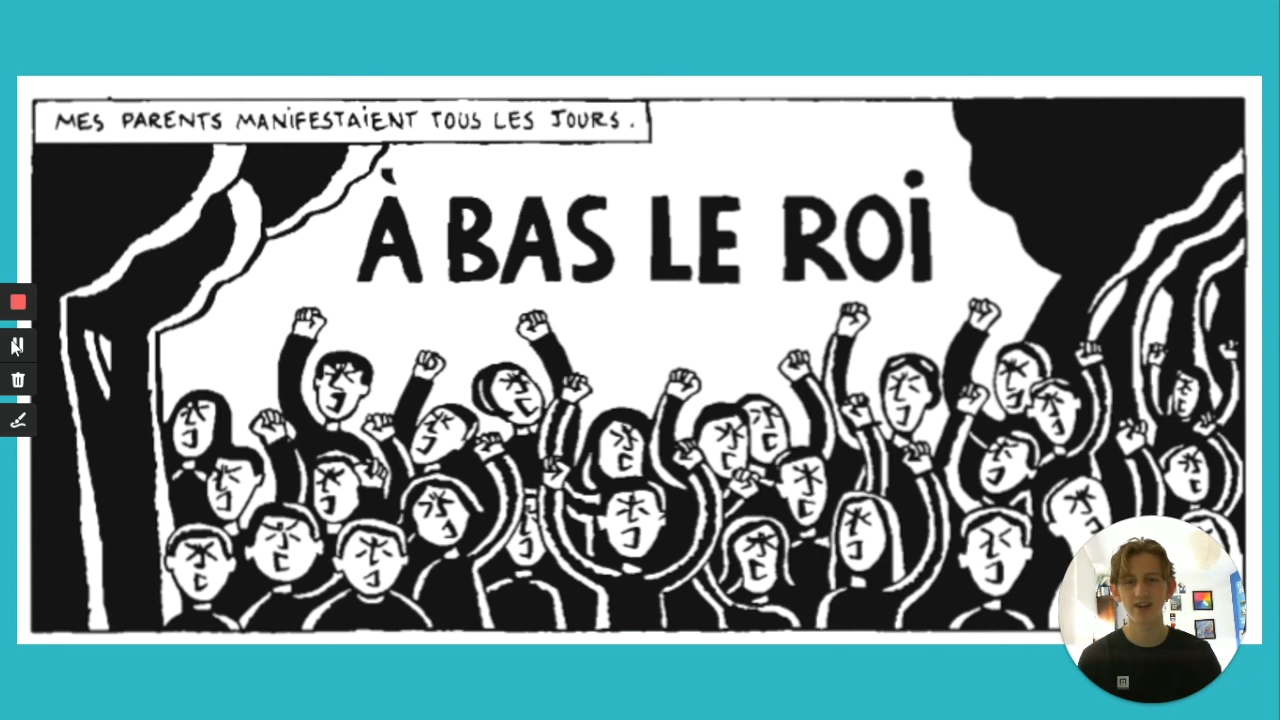 MES PARENTS MANIFESTAIENT TOUS LES JOURS.
À BAS LE ROI